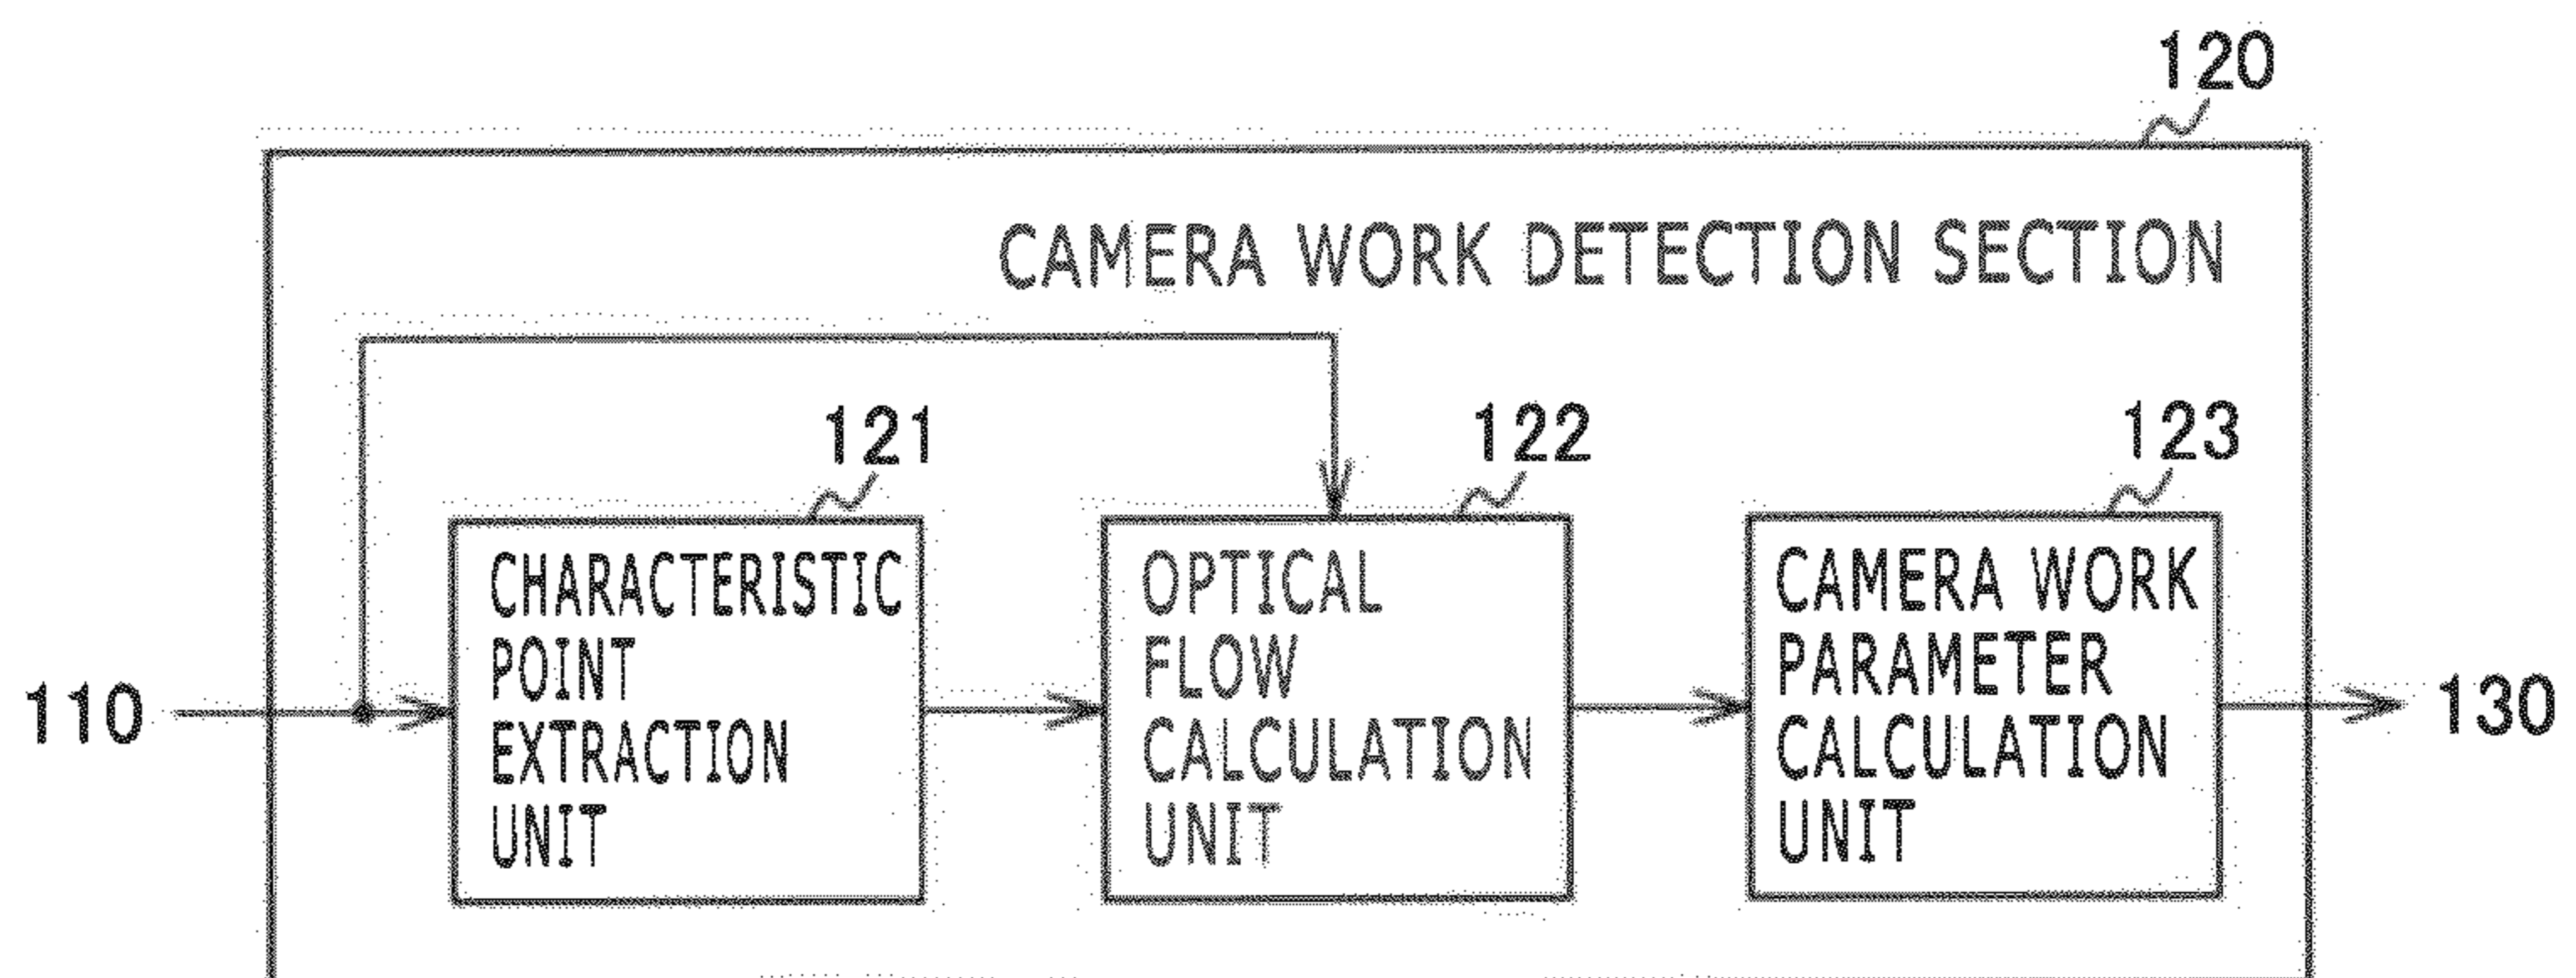 120
CAMERA WORK DETECTION SECTION
121
122
123
CHARACTERISTIC
POINT
EXTRACTION
UNIT
OPTICAL
FLOW
CALCULATION
UNIT
CAMERA WORK
PARAMETER
CALCULATION
UNIT
110
130